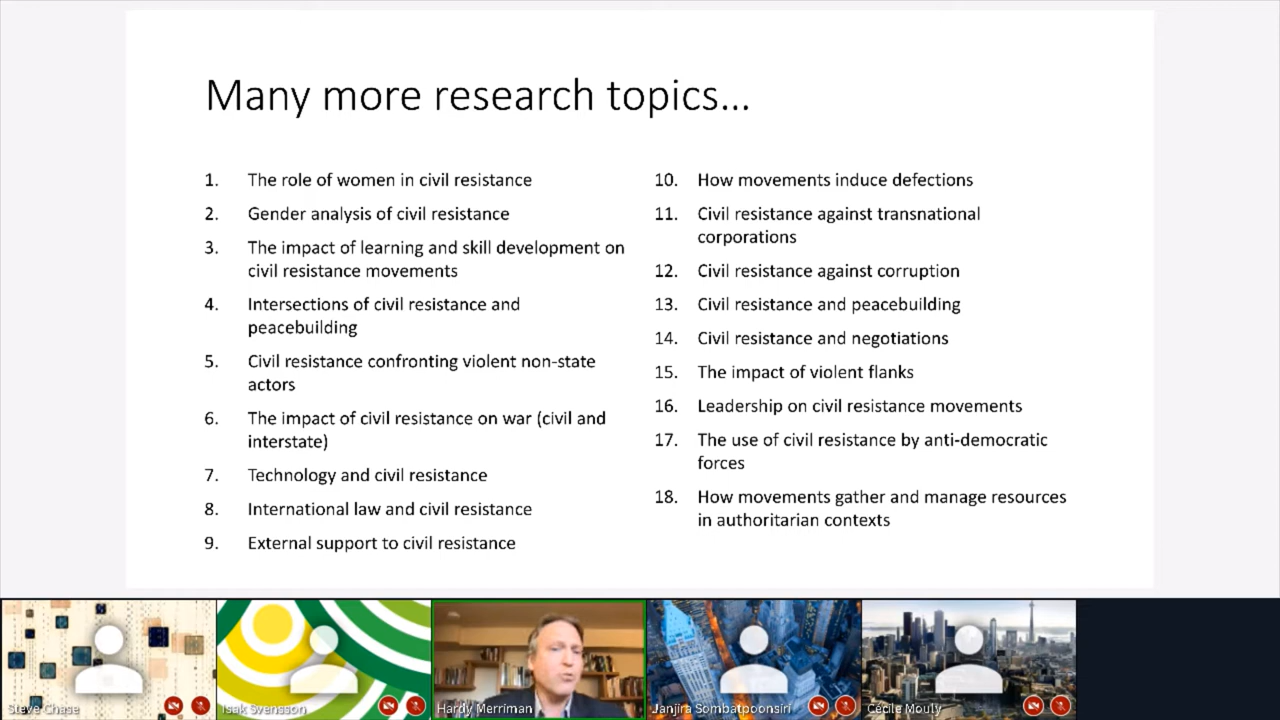 Many more research topics...
1. The role of women in civil resistance
2. Gender analysis of civil resistance
3. The impact of learning and skill development on
civil resistance movements
4. Intersections of civil resistance and
peacebuilding
5. Civil resistance confronting violent non-state
actors
6. The impact of civil resistance on war (civil and
interstate)
7. Technology and civil resistance
8. International law and civil resistance
9. External support to civil resistance
10. How movements induce defections
11. Civil resistance against transnational
corporations
12. Civil resistance against corruption
13. Civil resistance and peacebuilding
14. Civil resistance and negotiations
15. The impact of violent flanks
16. Leadership on civil resistance movements
17. The use of civil resistance by anti-democratic
forces
18. How movements gather and manage resources
in authoritarian contexts
Steve Chase
Isak Svensson
Hardy Merriman
Janjira Sombatpoonsiri
Cécile Mouly